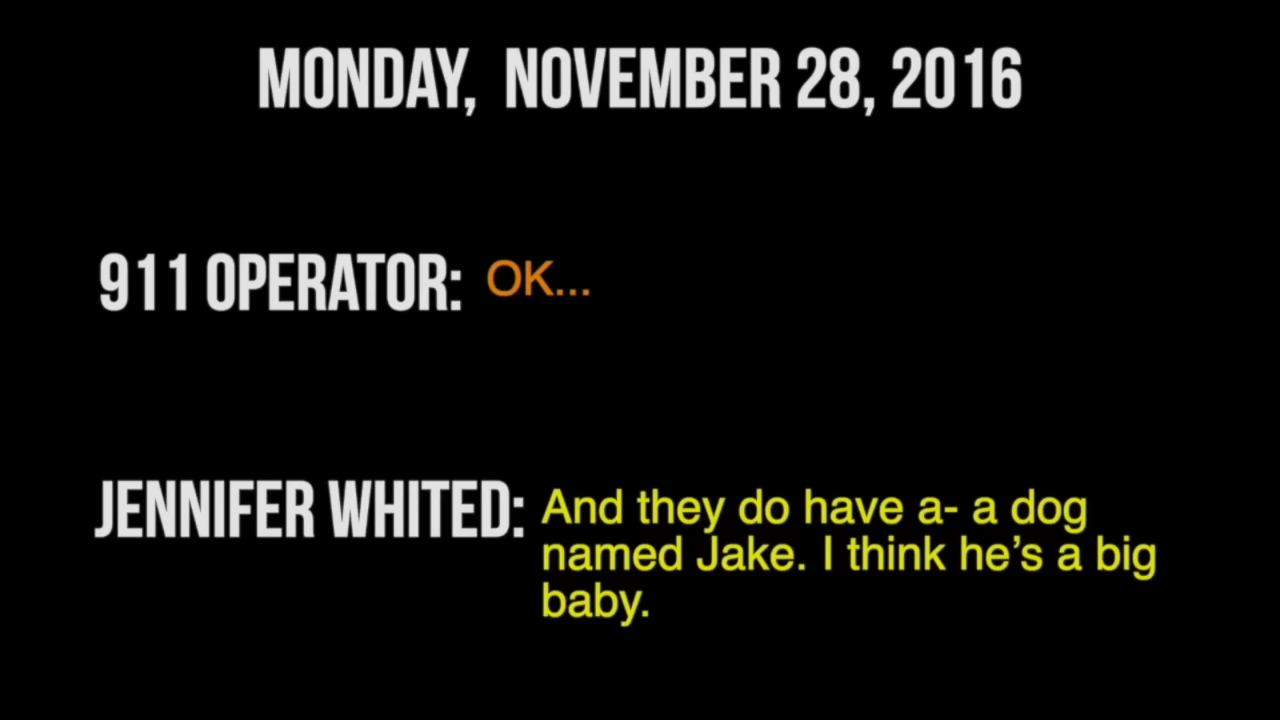 MONDAY, NOVEMBER 28, 2016
911 OPERATOR: OK...
JENNIFER WHITED: And they do have a- a dog
named Jake. I think he’s a big
baby.